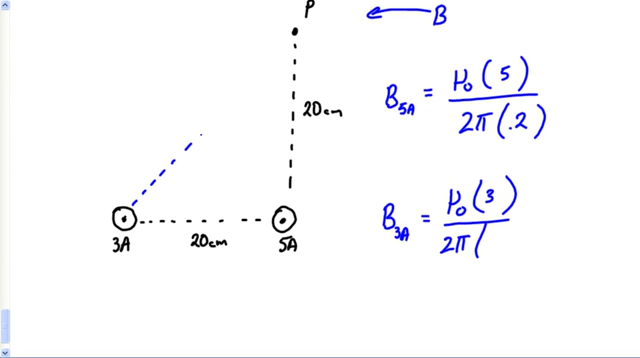 P
B
20cm
B5A = μ0(5) / 2π(.2)
B3A = μ0(3) / 2π(
20cm
3A
5A